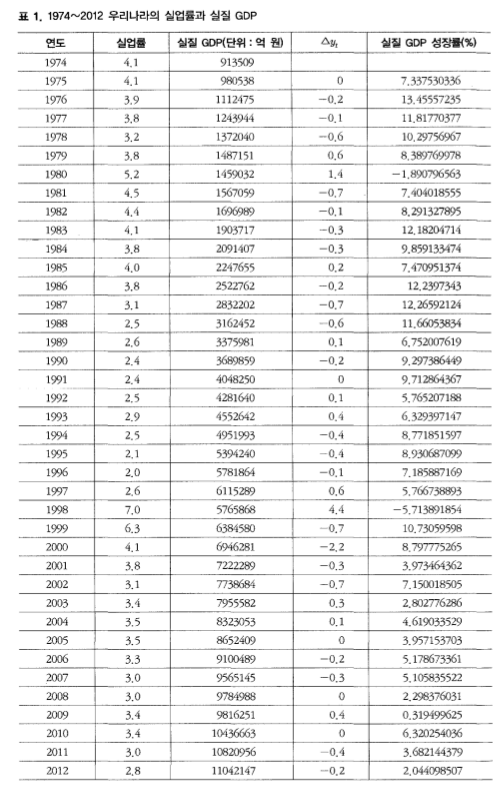 표 1. 1974~2012 우리나라의 실업률과 실질 GDP
연도 실업률 실질 GDP(단위 : 억 원) Δyₜ 실질 GDP 성장률(%)
1974 4.1 913509
1975 4.1 980538 0 7.337530336
1976 3.9 1112475 −0.2 13.45557235
1977 3.8 1243944 −0.1 11.81770377
1978 3.2 1372040 −0.6 10.29756967
1979 3.8 1487151 0.6 8.389769978
1980 5.2 1459032 1.4 −1.890796563
1981 4.5 1567059 −0.7 7.404018555
1982 4.4 1696989 −0.1 8.291327895
1983 4.1 1903717 −0.3 12.18204714
1984 3.8 2091407 −0.3 9.859133474
1985 4.0 2247655 0.2 7.470951374
1986 3.8 2522762 −0.2 12.2397343
1987 3.1 2832202 −0.7 12.26592124
1988 2.5 3162452 −0.6 11.66053834
1989 2.6 3375981 0.1 6.752007619
1990 2.4 3689859 −0.2 9.297386449
1991 2.4 4048250 0 9.712864367
1992 2.5 4281640 0.1 5.765207188
1993 2.9 4552642 0.4 6.329397147
1994 2.5 4951993 −0.4 8.771851597
1995 2.1 5394240 −0.4 8.930687099
1996 2.0 5781864 −0.1 7.185887169
1997 2.6 6115289 0.6 5.766738893
1998 7.0 5765868 4.4 −5.713891854
1999 6.3 6384580 −0.7 10.73059598
2000 4.1 6946281 −2.2 8.797775265
2001 3.8 7222289 −0.3 3.973464362
2002 3.1 7738684 −0.7 7.150018505
2003 3.4 7955582 0.3 2.802776286
2004 3.5 8323053 0.1 4.619033529
2005 3.5 8652409 0 3.957153703
2006 3.3 9100489 −0.2 5.178673361
2007 3.0 9565145 −0.3 5.105835522
2008 3.0 9784988 0 2.298376031
2009 3.4 9816251 0.4 0.319499625
2010 3.4 10436663 0 6.320254036
2011 3.0 10820956 −0.4 3.682144379
2012 2.8 11042147 −0.2 2.044098507